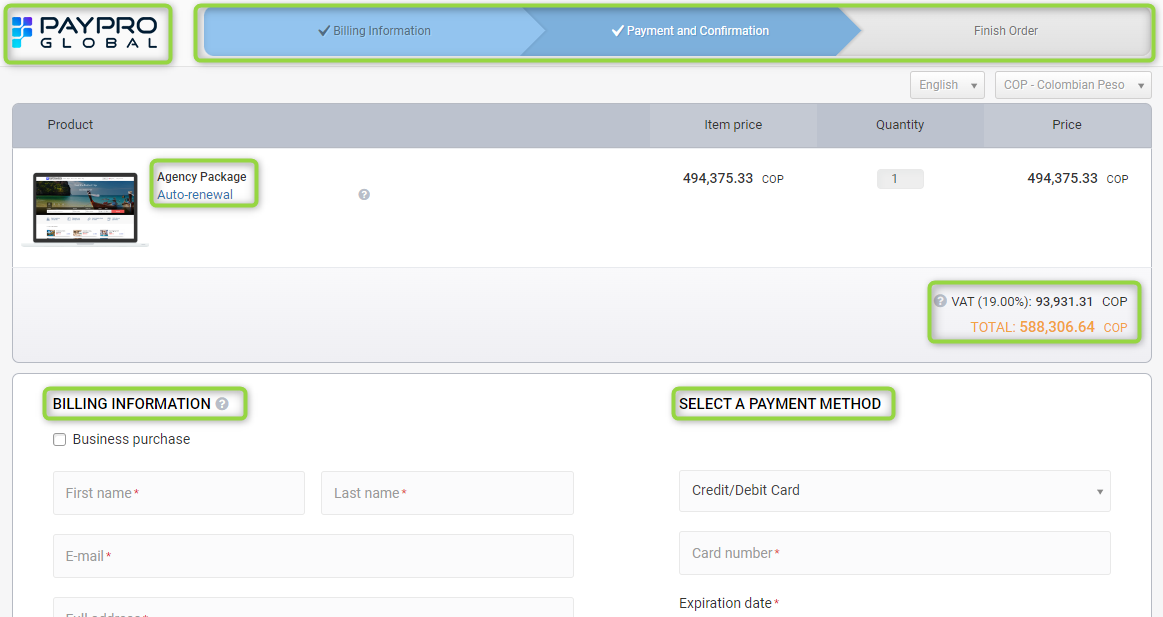 PAYPRO
GLOBAL
Billing Information
Payment and Confirmation
Finish Order
English
COP - Colombian Peso
Product
Item price
Quantity
Price
Agency Package
Auto-renewal
?
494,375.33 COP
1
494,375.33 COP
? VAT (19.00%): 93,931.31 COP
TOTAL: 588,306.64 COP
BILLING INFORMATION ?
SELECT A PAYMENT METHOD
Business purchase
First name*
Last name*
Credit/Debit Card
E-mail*
Card number*
Expiration date*
Full address*